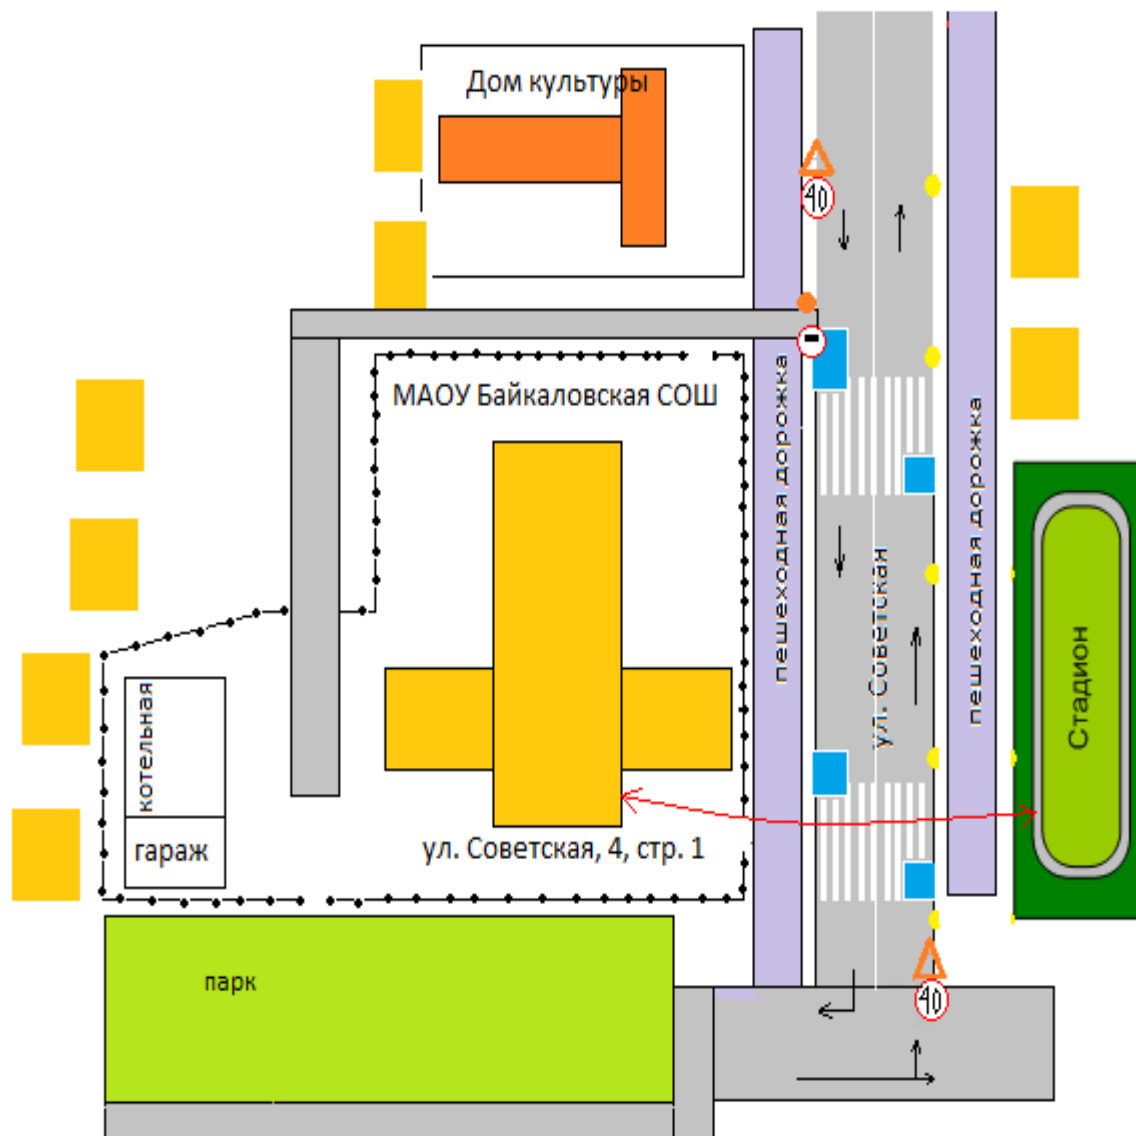 Дом культуры
40
МАОУ Байкаловская СОШ
пешеходная дорожка
ул. Советская
пешеходная дорожка
Стадион
котельная
гараж
ул. Советская, 4, стр. 1
парк
40